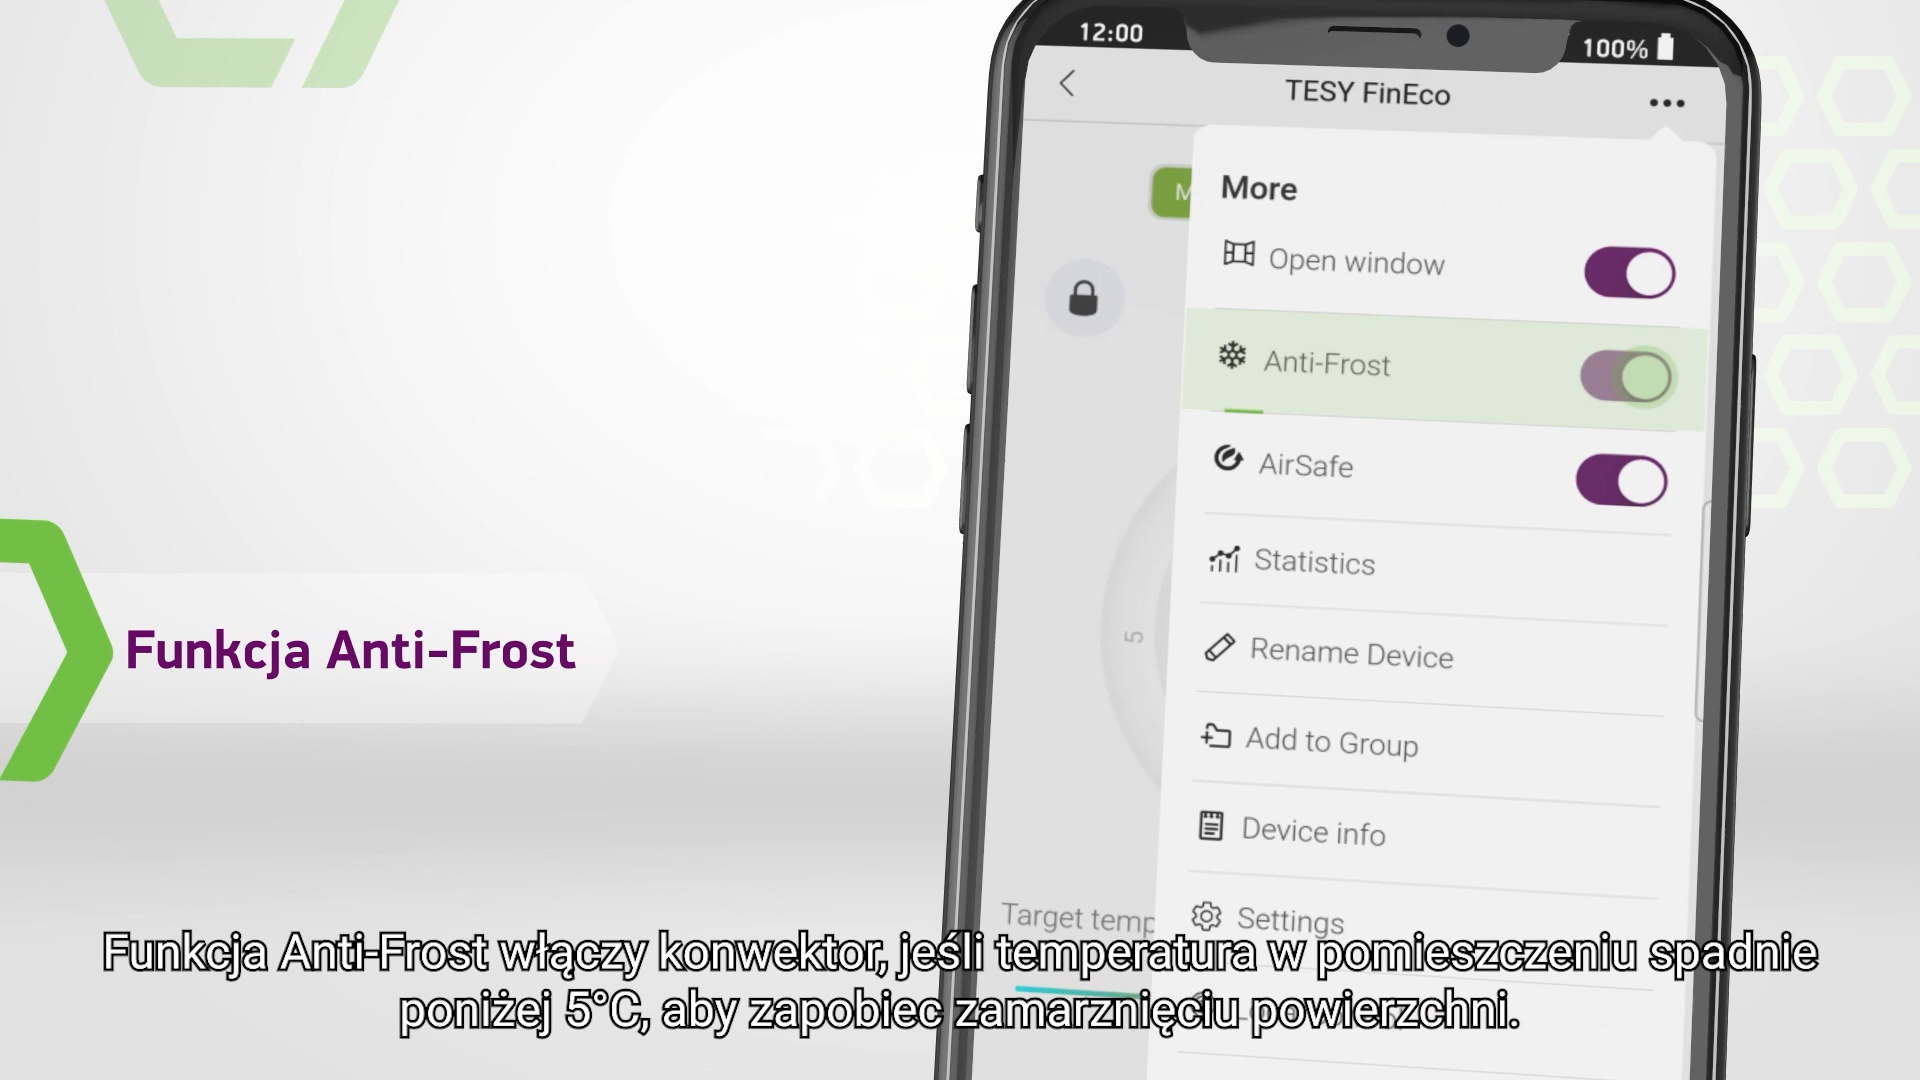 12:00
100%
TESY FinEco
More
Open window
Anti-Frost
AirSafe
Statistics
5
Rename Device
Funkcja Anti-Frost
Add to Group
Device info
Target temp
Settings
Funkcja Anti-Frost włączy konwektor, jeśli temperatura w pomieszczeniu spadnie
poniżej 5°C, aby zapobiec zamarznięciu powierzchni.